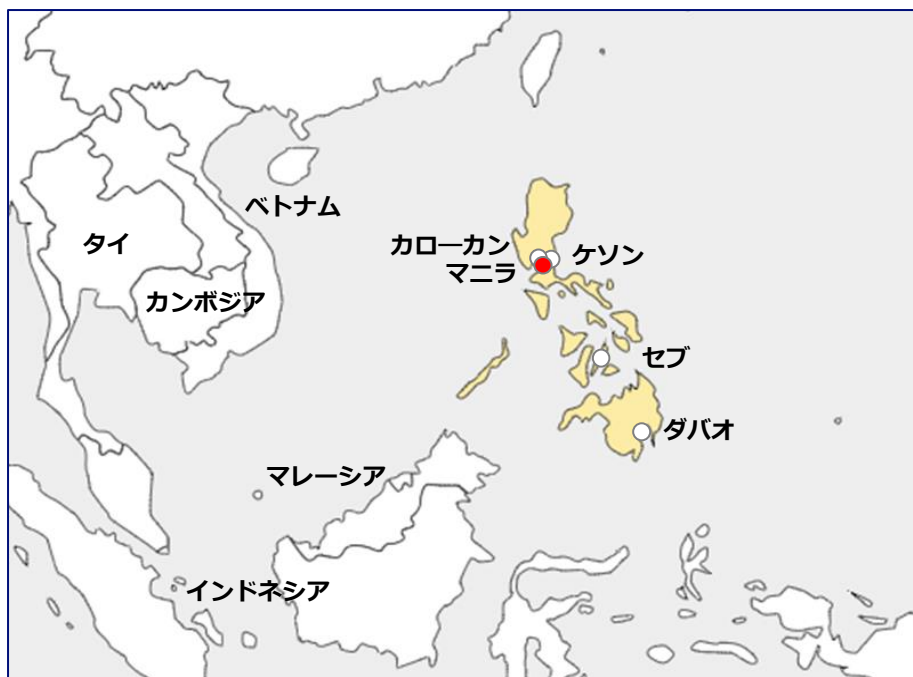 ベトナム
タイ
カローカン
ケソン
マニラ
カンボジア
セブ
ダバオ
マレーシア
インドネシア